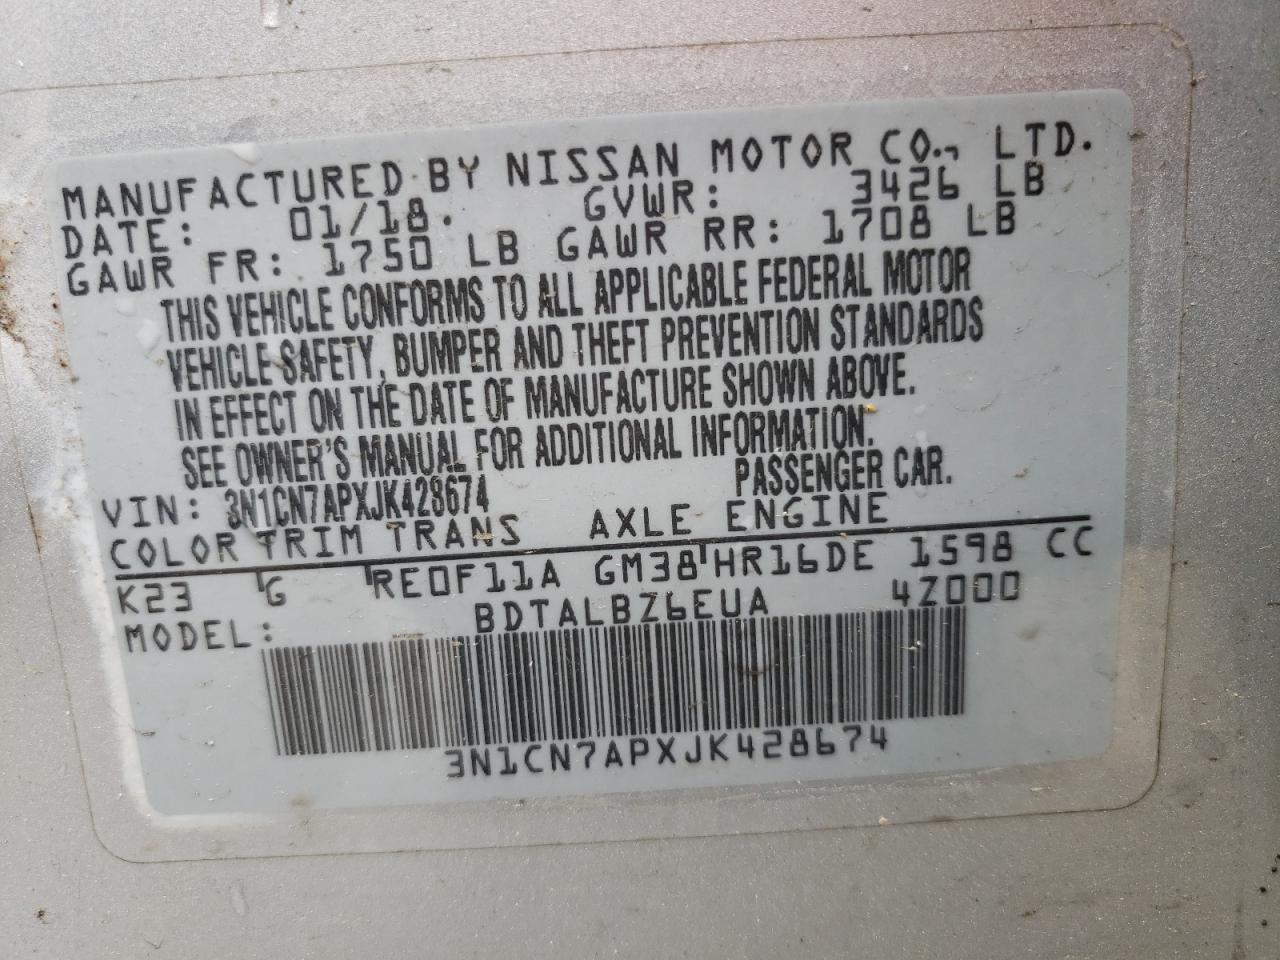 MANUFACTURED BY NISSAN MOTOR CO., LTD.
DATE: 01/18. GVWR: 3426 LB
GAWR FR: 1750 LB GAWR RR: 1708 LB
THIS VEHICLE CONFORMS TO ALL APPLICABLE FEDERAL MOTOR
VEHICLE SAFETY, BUMPER AND THEFT PREVENTION STANDARDS
IN EFFECT ON THE DATE OF MANUFACTURE SHOWN ABOVE.
SEE OWNER'S MANUAL FOR ADDITIONAL INFORMATION.
VIN: 3N1CN7APXJK428674 PASSENGER CAR.
COLOR TRIM TRANS AXLE ENGINE
K23 G RE0F11A GM38 HR16DE 1598 CC
MODEL: BDTALBZ6EUA 4Z000
3N1CN7APXJK428674